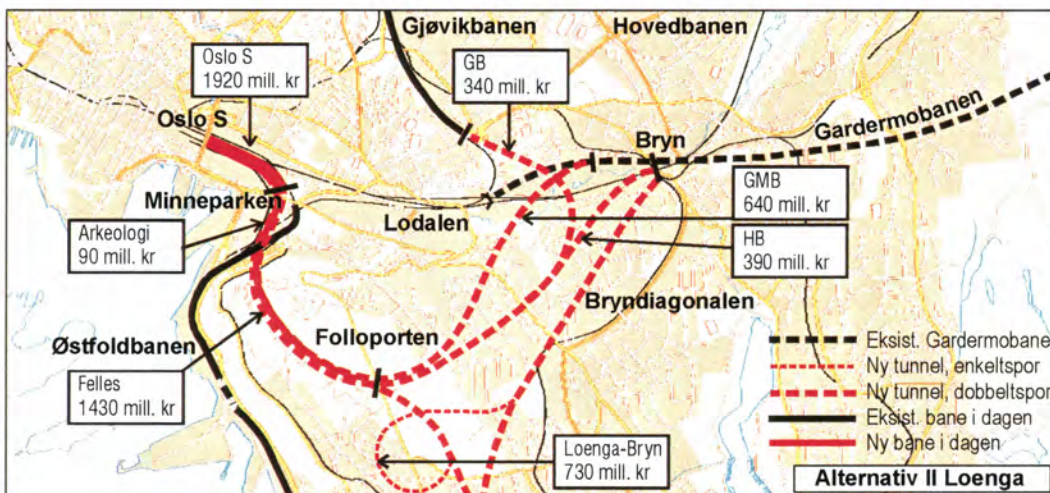 Gjøvikbanen
Hovedbanen
Oslo S
1920 mill. kr
GB
340 mill. kr
Oslo S
Bryn
Gardermobanen
Minneparken
Lodalen
GMB
640 mill. kr
Arkeologi
90 mill. kr
HB
390 mill. kr
Bryndiagonalen
Østfoldbanen
Folloporten
Felles
1430 mill. kr
Eksist. Gardermobane
Ny tunnel, enkeltspor
Ny tunnel, dobbeltspor
Eksist. bane i dagen
Ny bane i dagen
Loenga-Bryn
730 mill. kr
Alternativ II Loenga